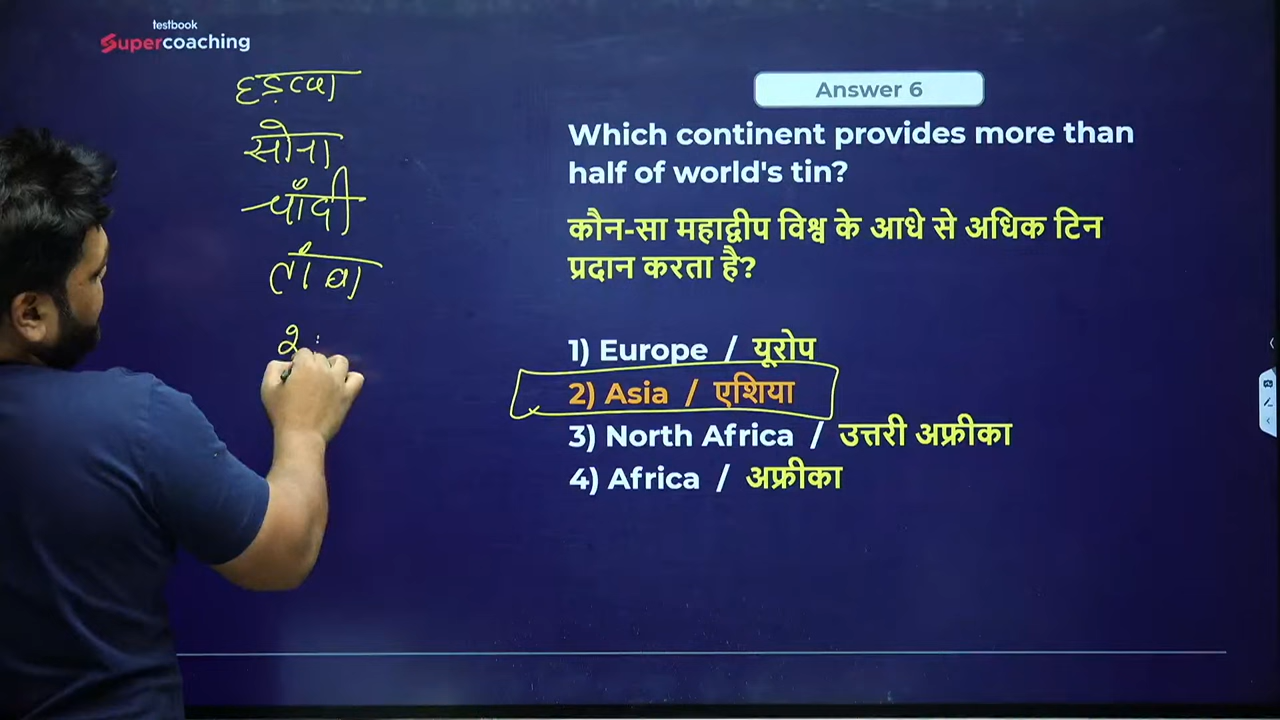 testbook
Supercoaching
हड़प्पा
सोना
चाँदी
ताँबा
Answer 6
Which continent provides more than
half of world's tin?
कौन-सा महाद्वीप विश्व के आधे से अधिक टिन
प्रदान करता है?
1) Europe / यूरोप
2) Asia / एशिया
3) North Africa / उत्तरी अफ्रीका
4) Africa / अफ्रीका